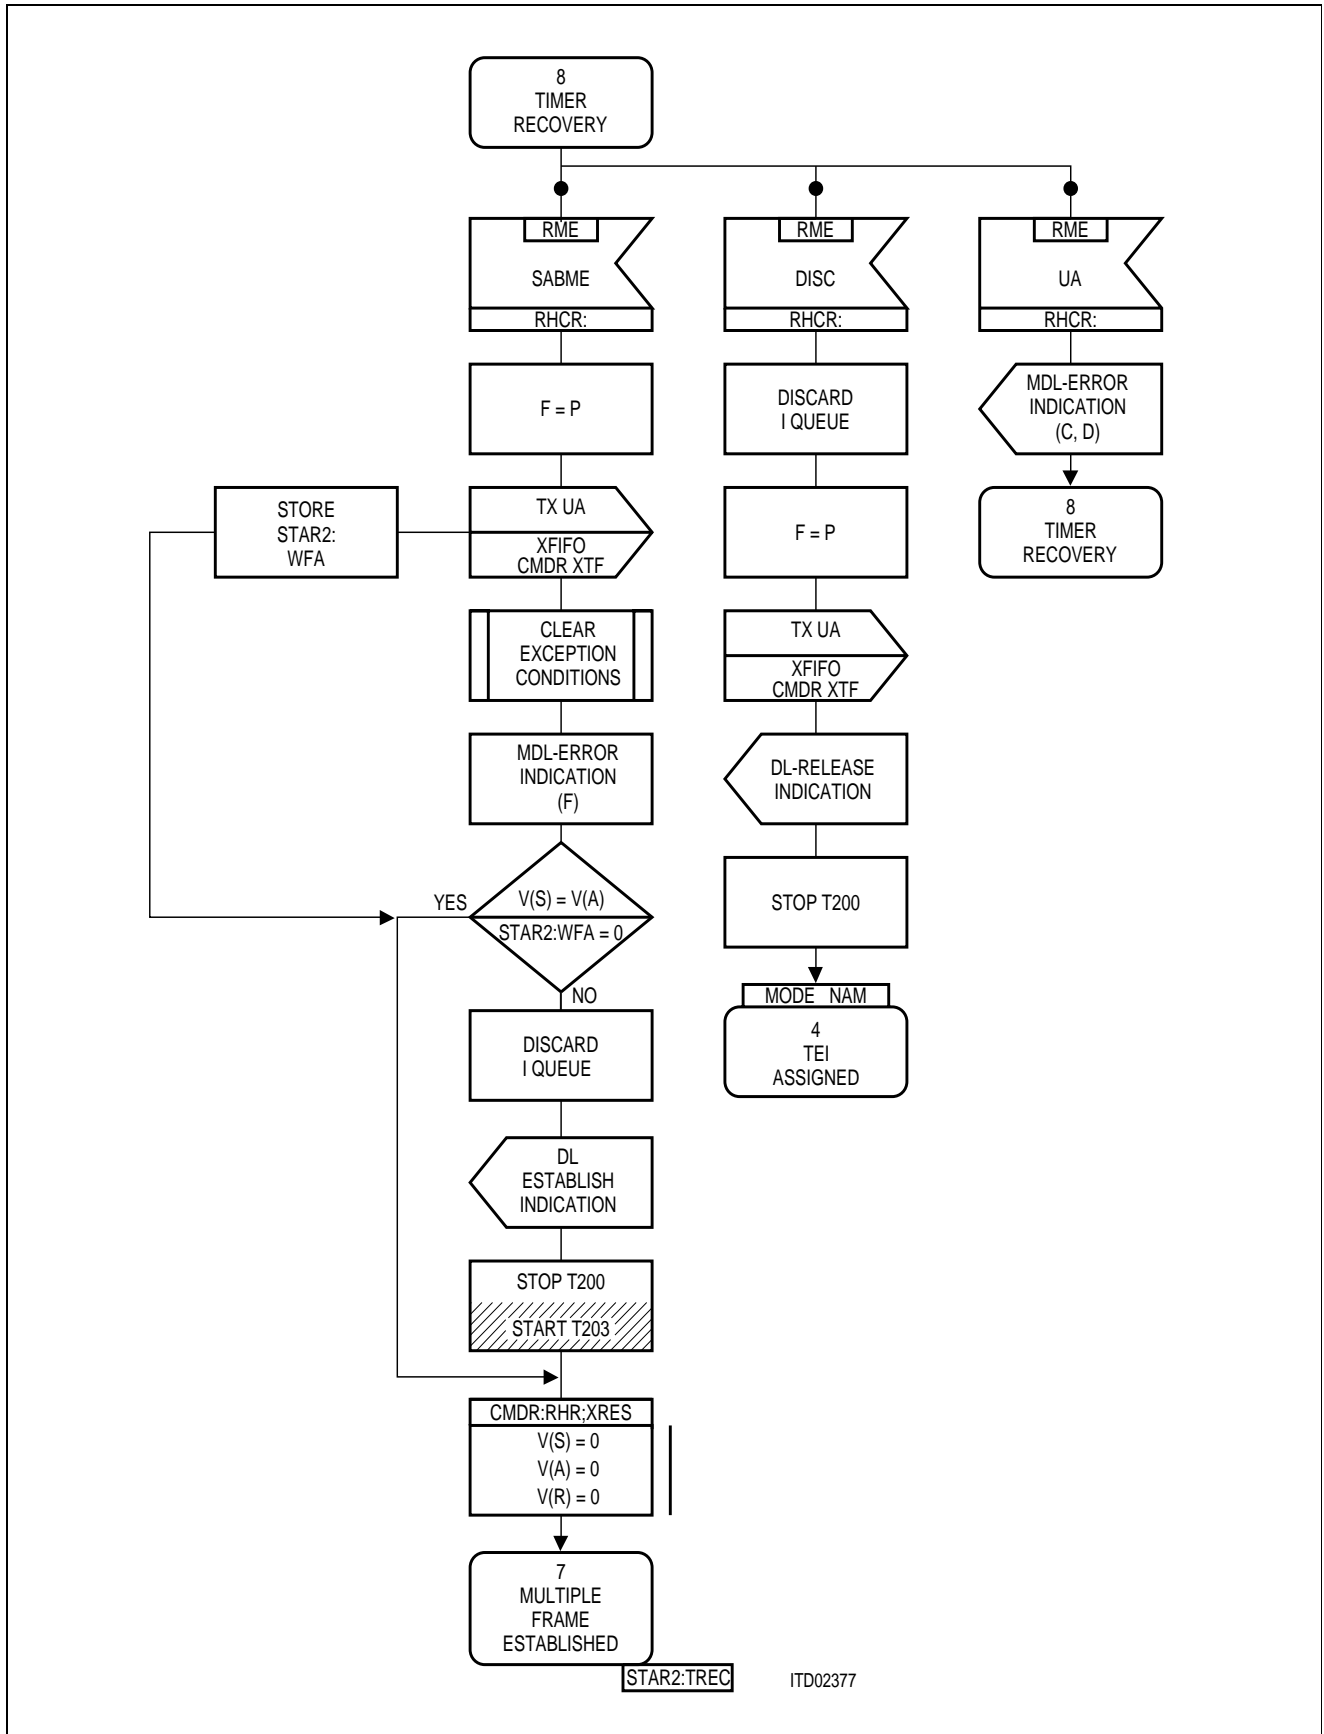 8
TIMER
RECOVERY
RME
SABME
RHCR:
F = P
TX UA
XFIFO
CMDR XTF
STORE
STAR2:
WFA
CLEAR
EXCEPTION
CONDITIONS
MDL-ERROR
INDICATION
(F)
YES
V(S) = V(A)
STAR2:WFA = 0
NO
DISCARD
I QUEUE
DL
ESTABLISH
INDICATION
STOP T200
START T203
CMDR:RHR;XRES
V(S) = 0
V(A) = 0
V(R) = 0
7
MULTIPLE
FRAME
ESTABLISHED
STAR2:TREC
RME
DISC
RHCR:
DISCARD
I QUEUE
F = P
TX UA
XFIFO
CMDR XTF
DL-RELEASE
INDICATION
STOP T200
MODE NAM
4
TEI
ASSIGNED
RME
UA
RHCR:
MDL-ERROR
INDICATION
(C, D)
8
TIMER
RECOVERY
ITD02377